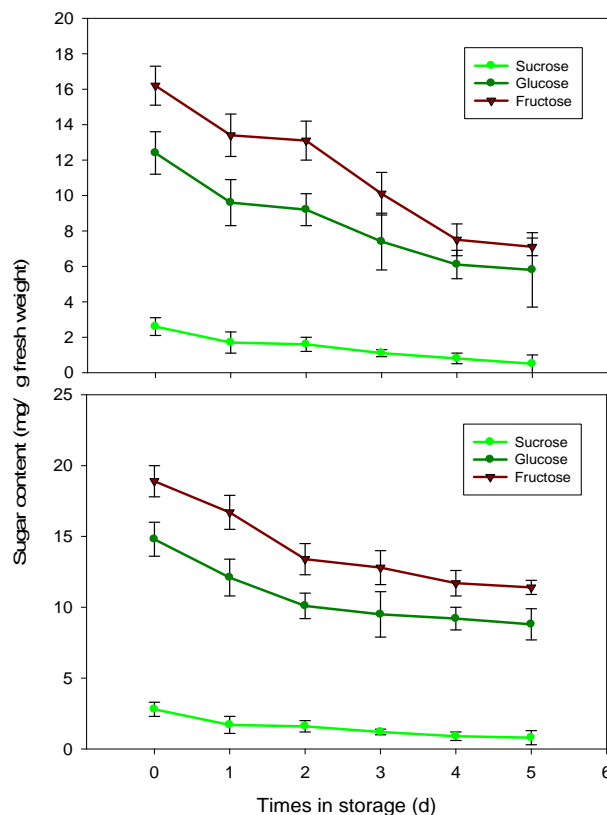 20
18
16
14
12
10
8
6
4
2
0
Sucrose
Glucose
Fructose
Sugar content (mg/ g fresh weight)
25
20
15
10
5
0
Sucrose
Glucose
Fructose
0 1 2 3 4 5 6
Times in storage (d)